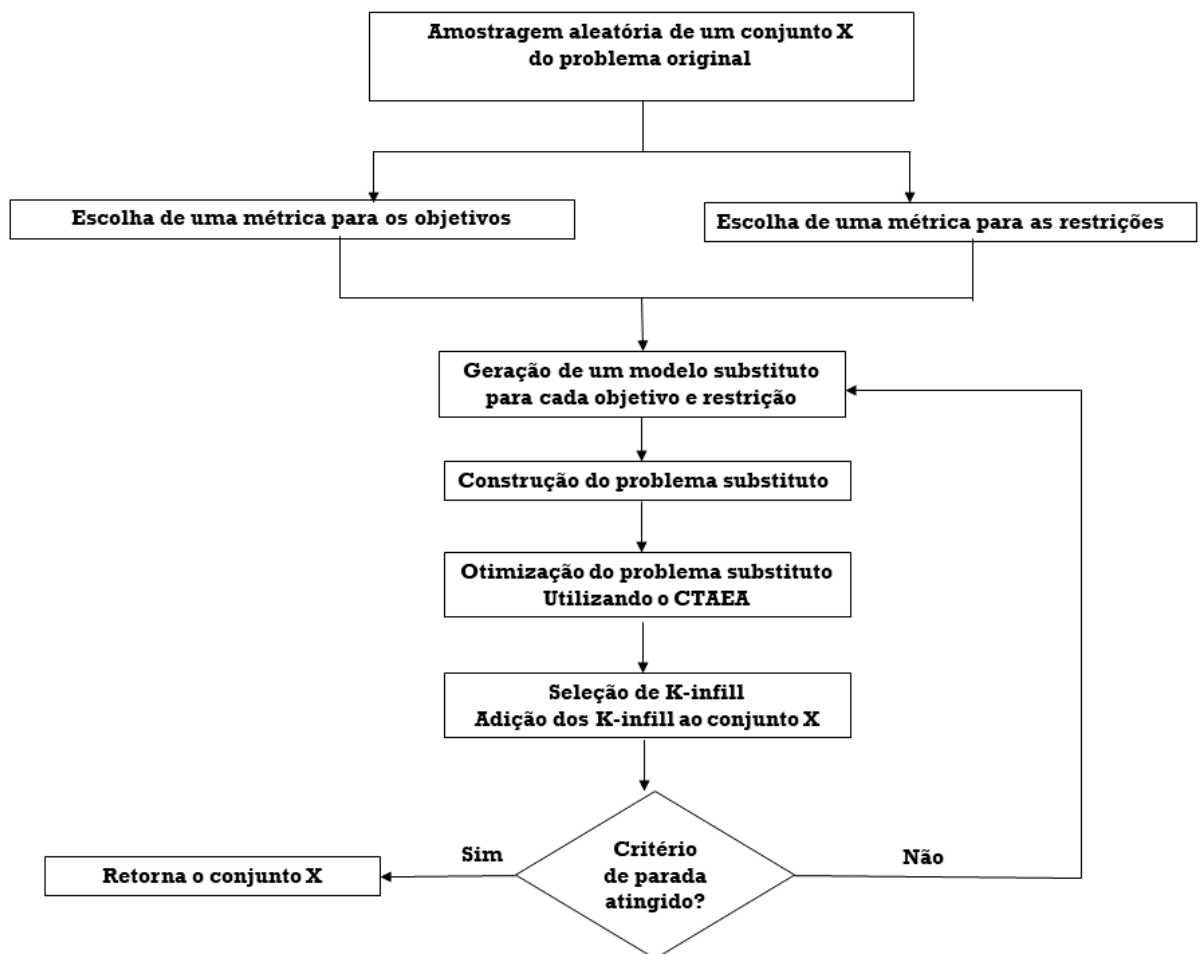 Amostragem aleatória de um conjunto X
do problema original
Escolha de uma métrica para os objetivos
Escolha de uma métrica para as restrições
Geração de um modelo substituto
para cada objetivo e restrição
Construção do problema substituto
Otimização do problema substituto
Utilizando o CTAEA
Seleção de K-infill
Adição dos K-infill ao conjunto X
Critério
de parada
atingido?
Sim
Não
Retorna o conjunto X